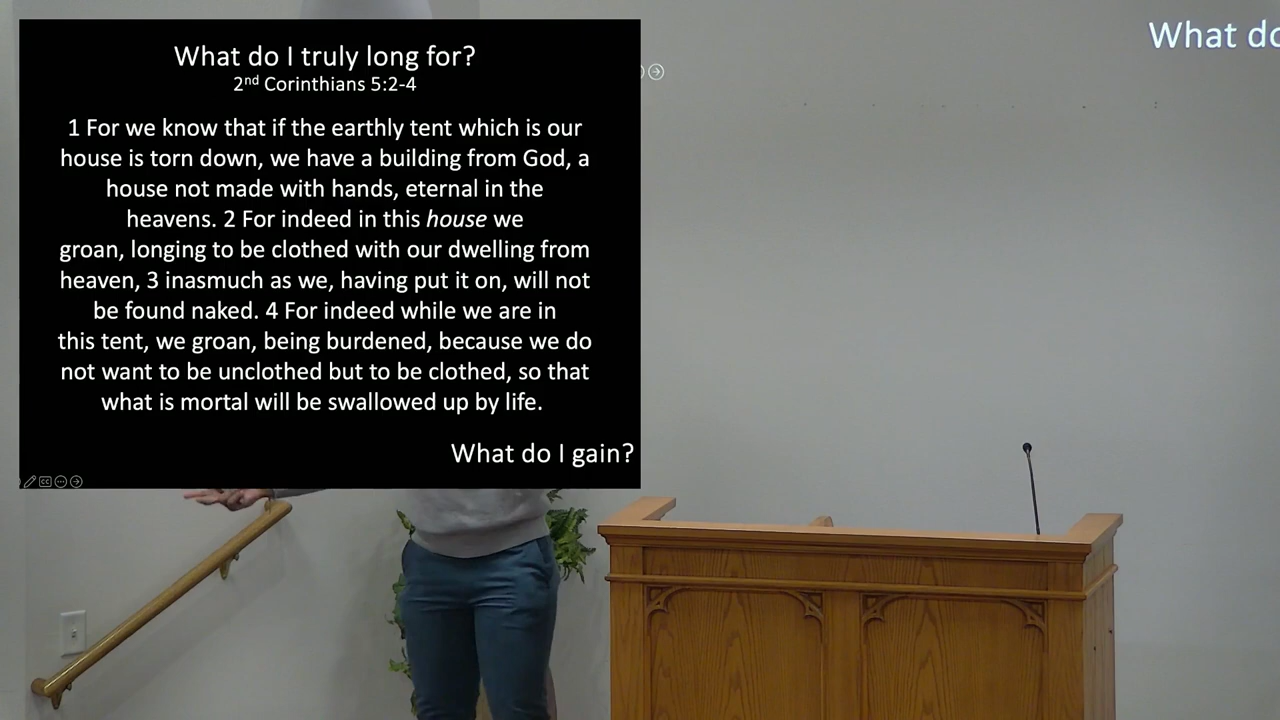 What do I truly long for?
2nd Corinthians 5:2-4
1 For we know that if the earthly tent which is our
house is torn down, we have a building from God, a
house not made with hands, eternal in the
heavens. 2 For indeed in this house we
groan, longing to be clothed with our dwelling from
heaven, 3 inasmuch as we, having put it on, will not
be found naked. 4 For indeed while we are in
this tent, we groan, being burdened, because we do
not want to be unclothed but to be clothed, so that
what is mortal will be swallowed up by life.
What do I gain?
What do